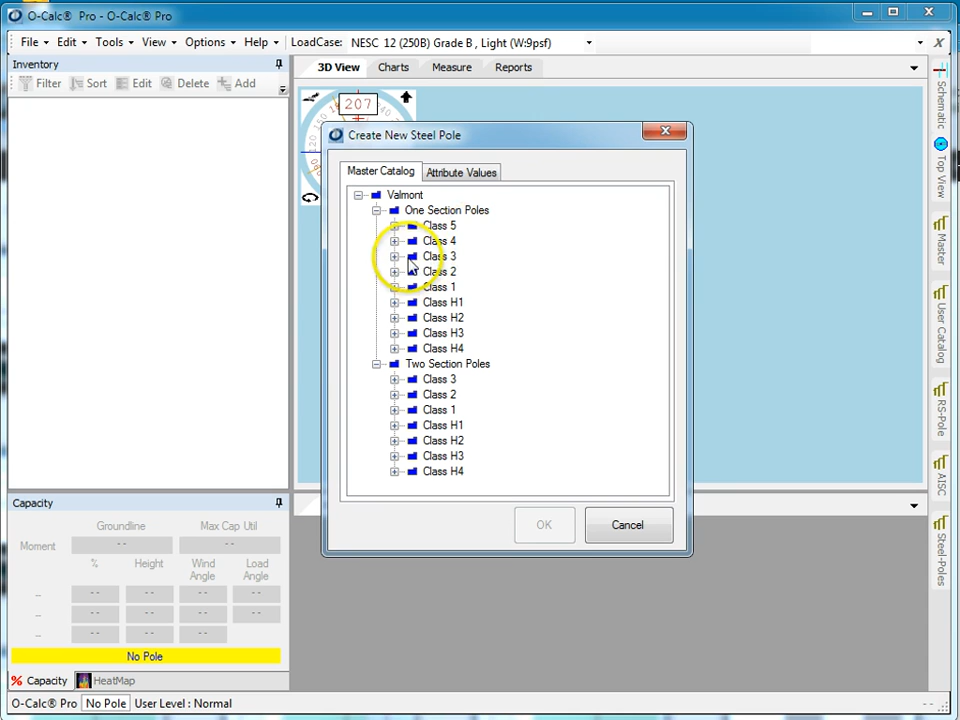 O-Calc® Pro - O-Calc® Pro
File Edit Tools View Options Help LoadCase: NESC 12 (250B) Grade B , Light (W:9psf)
Inventory
Filter Sort Edit Delete Add
3D View Charts Measure Reports
207
Create New Steel Pole
Master Catalog Attribute Values
Valmont
One Section Poles
Class 5
Class 4
Class 3
Class 2
Class 1
Class H1
Class H2
Class H3
Class H4
Two Section Poles
Class 3
Class 2
Class 1
Class H1
Class H2
Class H3
Class H4
OK Cancel
Schematic
Top View
Master
User Catalog
RS-Pole
AISC
Steel-Poles
Capacity
Groundline Max Cap Util
Moment -- --
% Height Wind Angle Load Angle
-- -- -- -- --
-- -- -- -- --
-- -- -- --
No Pole
% Capacity HeatMap
O-Calc® Pro No Pole User Level : Normal --